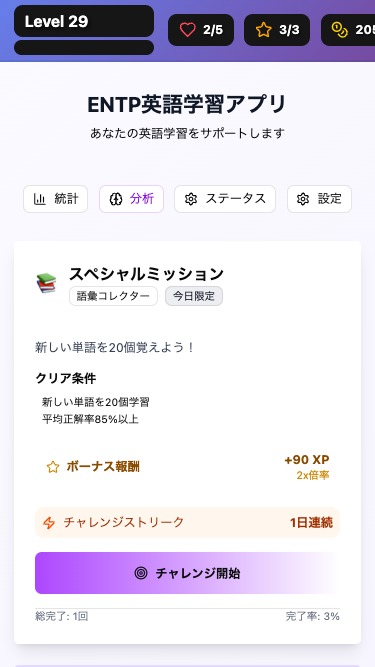 Level 29
2/5
3/3
205
ENTP英語学習アプリ
あなたの英語学習をサポートします
統計
分析
ステータス
設定
スペシャルミッション
語彙コレクター
今日限定
新しい単語を20個覚えよう！
クリア条件
新しい単語を20個学習
平均正解率85%以上
ボーナス報酬
+90 XP
2x倍率
チャレンジストリーク
1日連続
チャレンジ開始
総完了: 1回
完了率: 3%